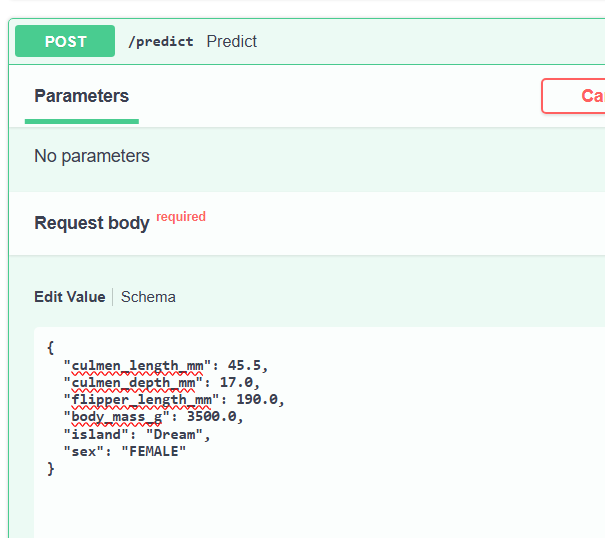 POST /predict Predict
Parameters
No parameters
Request body required
Edit Value Schema
{
  "culmen_length_mm": 45.5,
  "culmen_depth_mm": 17.0,
  "flipper_length_mm": 190.0,
  "body_mass_g": 3500.0,
  "island": "Dream",
  "sex": "FEMALE"
}